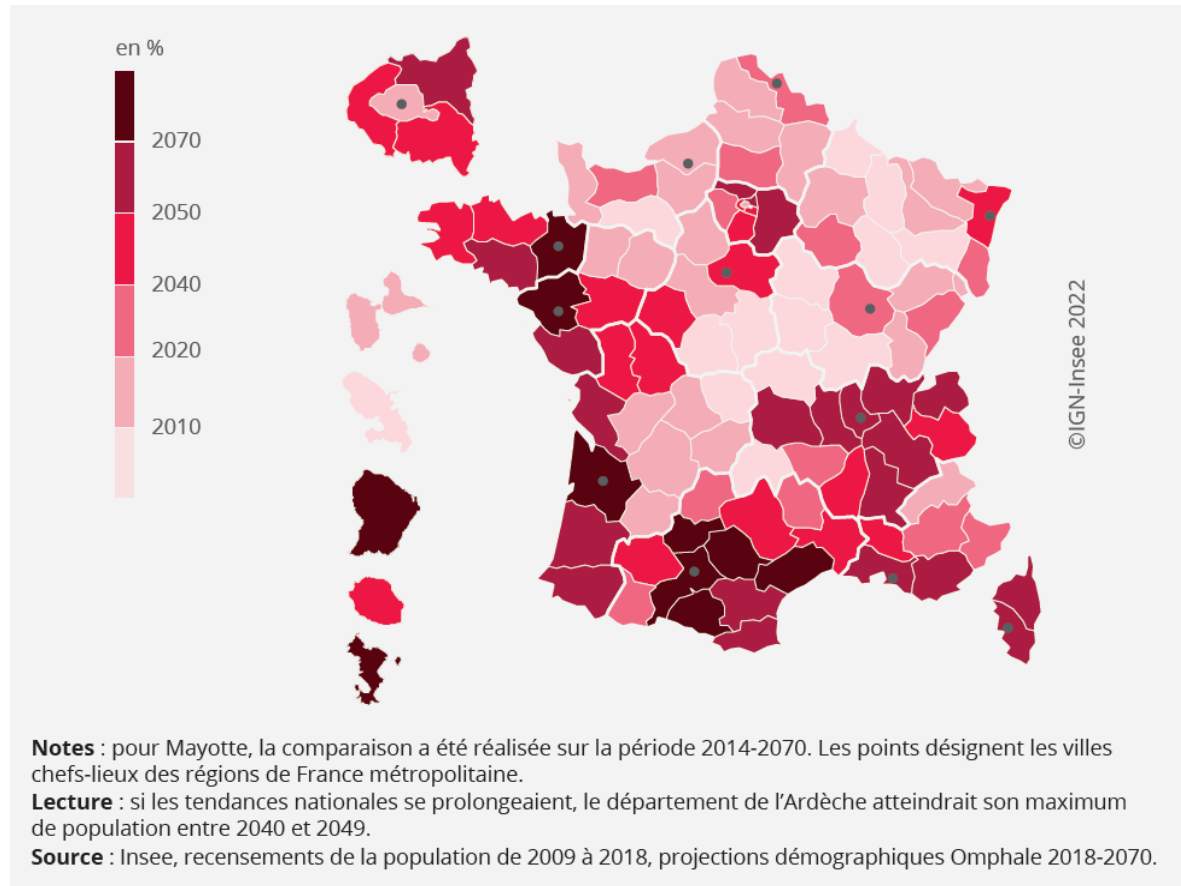 en %
2070
2050
2040
2020
2010
©IGN-Insee 2022
Notes : pour Mayotte, la comparaison a été réalisée sur la période 2014-2070. Les points désignent les villes
chefs-lieux des régions de France métropolitaine.
Lecture : si les tendances nationales se prolongeaient, le département de l’Ardèche atteindrait son maximum
de population entre 2040 et 2049.
Source : Insee, recensements de la population de 2009 à 2018, projections démographiques Omphale 2018-2070.